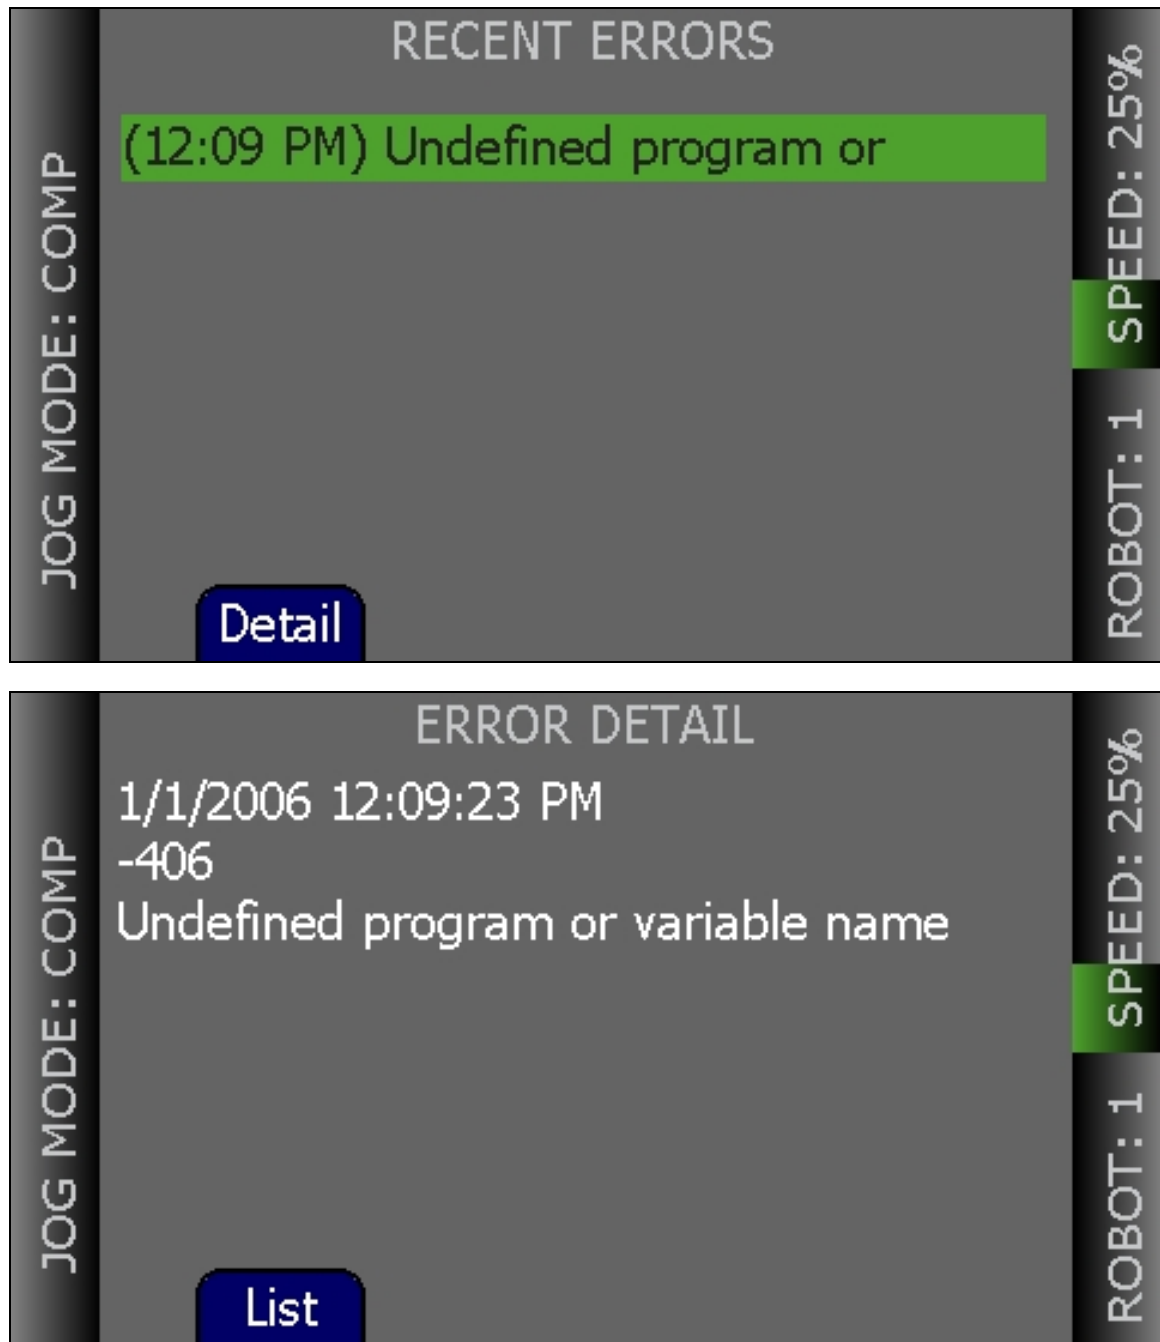 RECENT ERRORS
(12:09 PM) Undefined program or
JOG MODE: COMP
SPEED: 25%
ROBOT: 1
Detail
ERROR DETAIL
1/1/2006 12:09:23 PM
-406
Undefined program or variable name
JOG MODE: COMP
SPEED: 25%
ROBOT: 1
List